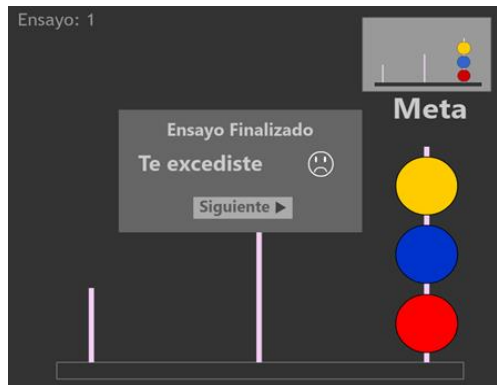 Ensayo: 1
Meta
Ensayo Finalizado
Te excediste
Siguiente ▶